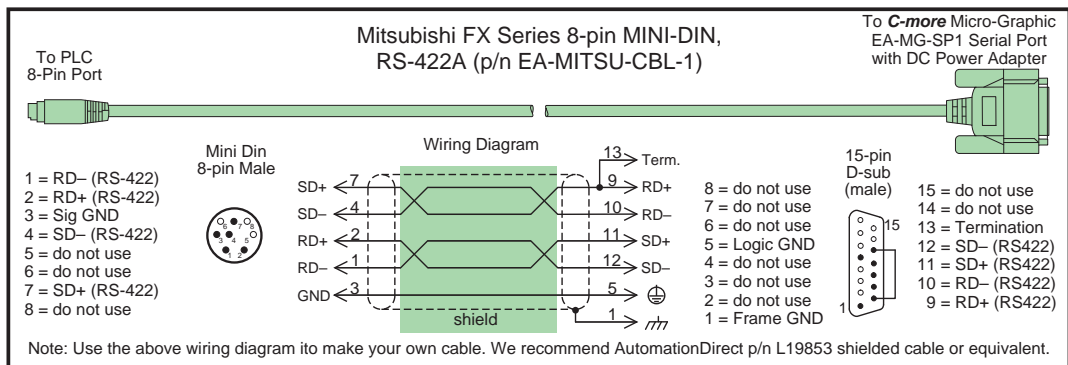 Mitsubishi FX Series 8-pin MINI-DIN,
RS-422A (p/n EA-MITSU-CBL-1)
To PLC
8-Pin Port
To C-more Micro-Graphic
EA-MG-SP1 Serial Port
with DC Power Adapter
1 = RD– (RS-422)
2 = RD+ (RS-422)
3 = Sig GND
4 = SD– (RS-422)
5 = do not use
6 = do not use
7 = SD+ (RS-422)
8 = do not use
Mini Din
8-pin Male
6 7 8
3 4 5
1 2
Wiring Diagram
13 Term.
SD+ 7 9 RD+
SD– 4 10 RD–
RD+ 2 11 SD+
RD– 1 12 SD–
GND 3 5
1
shield
8 = do not use
7 = do not use
6 = do not use
5 = Logic GND
4 = do not use
3 = do not use
2 = do not use
1 = Frame GND
15-pin
D-sub
(male)
15
1
15 = do not use
14 = do not use
13 = Termination
12 = SD– (RS422)
11 = SD+ (RS422)
10 = RD– (RS422)
9 = RD+ (RS422)
Note: Use the above wiring diagram ito make your own cable. We recommend AutomationDirect p/n L19853 shielded cable or equivalent.